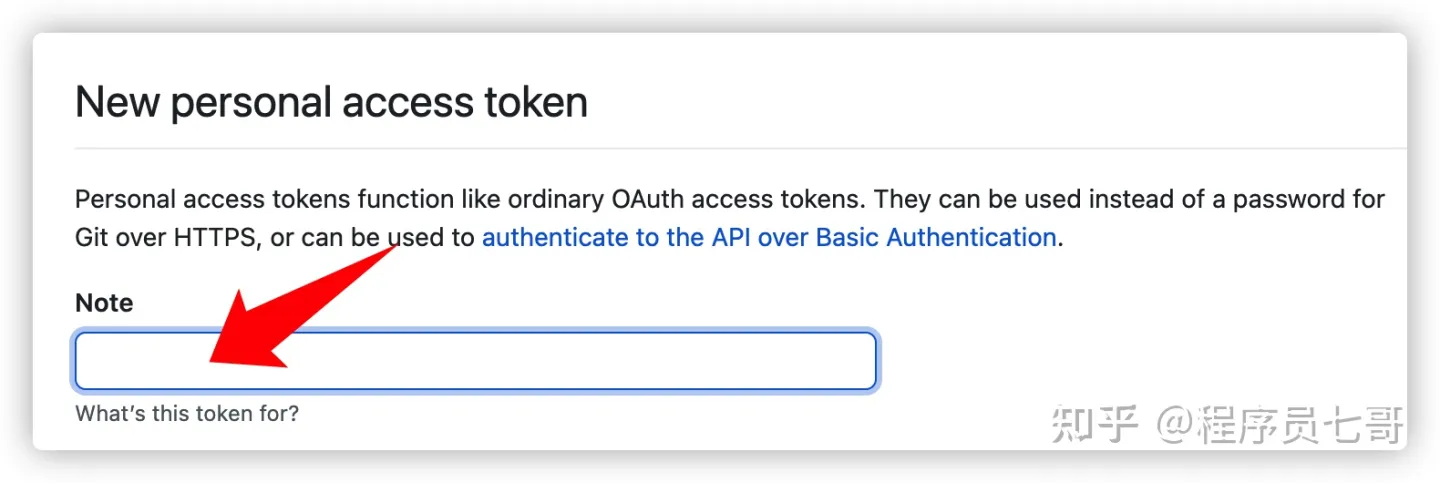 New personal access token
Personal access tokens function like ordinary OAuth access tokens. They can be used instead of a password for
Git over HTTPS, or can be used to authenticate to the API over Basic Authentication.
Note
What's this token for?
知乎 @程序员七哥